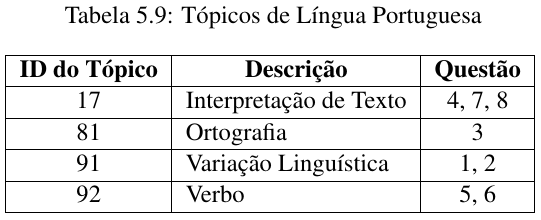 Tabela 5.9: Tópicos de Língua Portuguesa
ID do Tópico Descrição Questão
17 Interpretação de Texto 4, 7, 8
81 Ortografia 3
91 Variação Linguística 1, 2
92 Verbo 5, 6